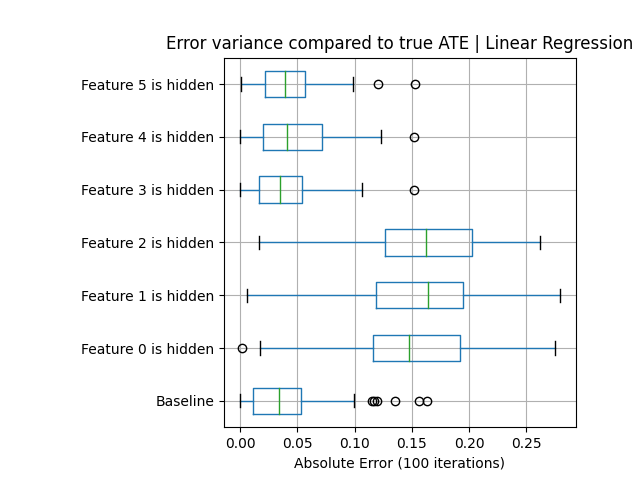 Error variance compared to true ATE | Linear Regression
Feature 5 is hidden
Feature 4 is hidden
Feature 3 is hidden
Feature 2 is hidden
Feature 1 is hidden
Feature 0 is hidden
Baseline
0.00 0.05 0.10 0.15 0.20 0.25
Absolute Error (100 iterations)